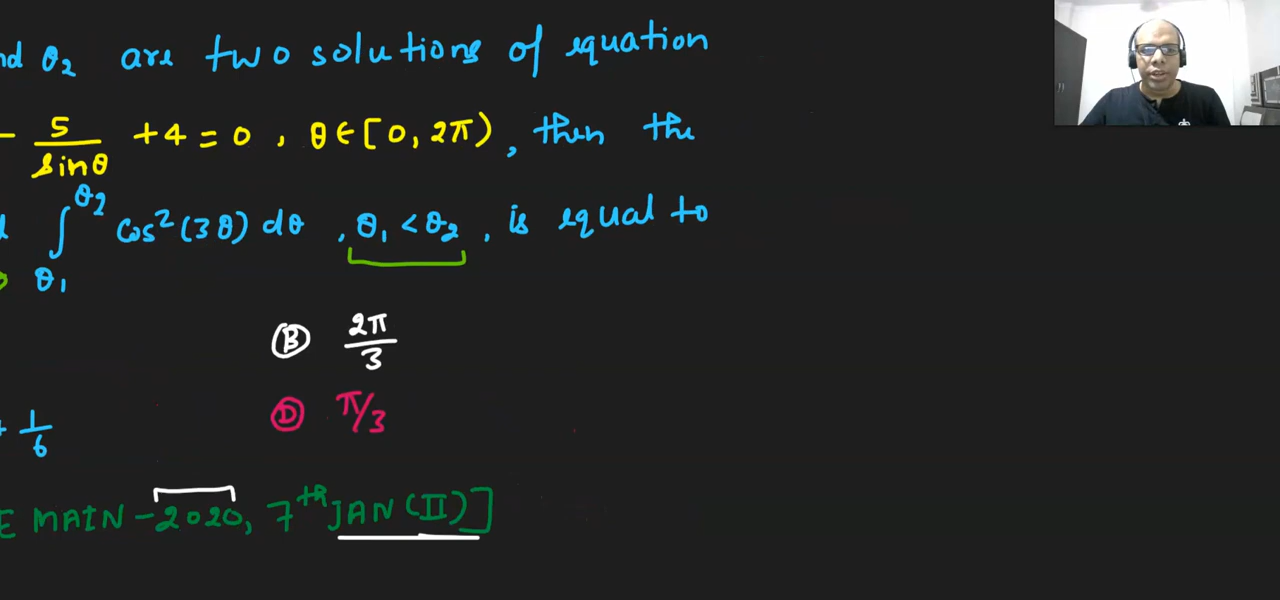 nd θ₂ are two solutions of equation
- 5/sinθ + 4 = 0 , θ ∈ [0, 2π) , then the
∫_θ₁^θ₂ cos²(3θ) dθ , θ₁ < θ₂ , is equal to
Ⓑ 2π/3
Ⓓ π/3
+ 1/6
E MAIN - 2020, 7th JAN (II)]